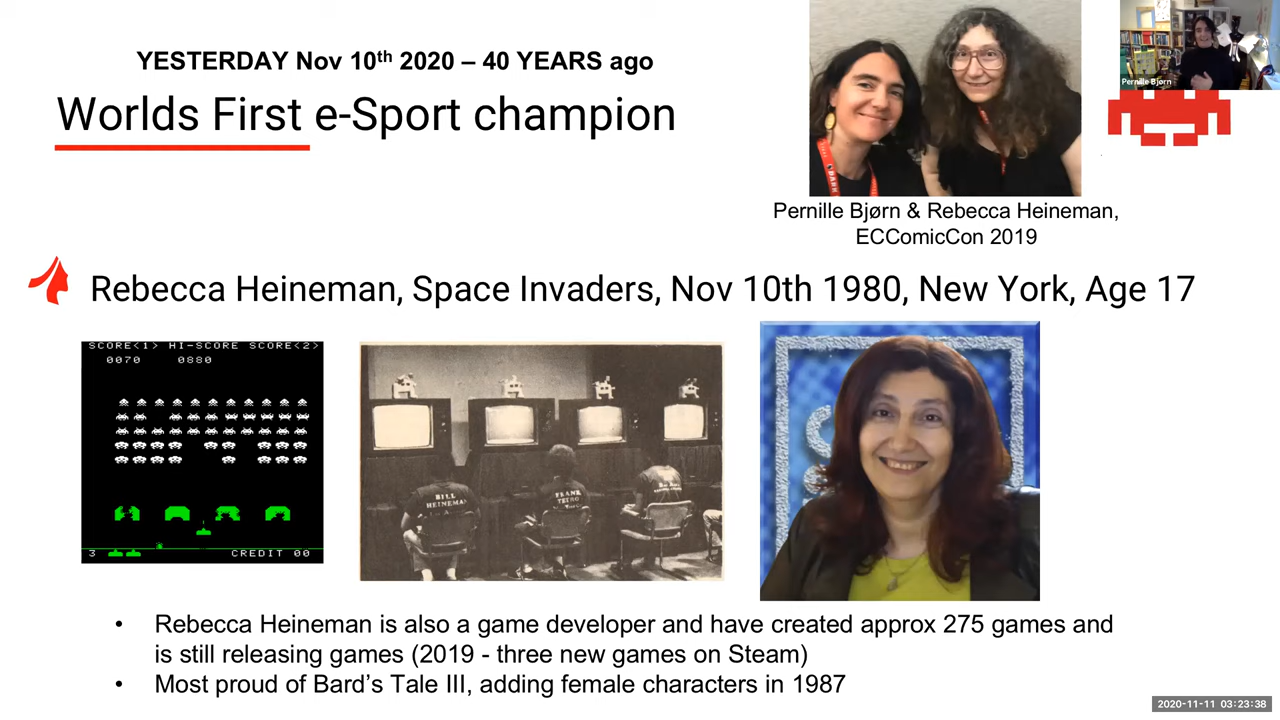 YESTERDAY Nov 10th 2020 – 40 YEARS ago
Worlds First e-Sport champion
Pernille Bjørn
Pernille Bjørn & Rebecca Heineman,
ECComicCon 2019
Rebecca Heineman, Space Invaders, Nov 10th 1980, New York, Age 17
SCORE<1> HI-SCORE SCORE<2>
0070 0880
3 CREDIT 00
BILL
HEINEMAN
FRANK
• Rebecca Heineman is also a game developer and have created approx 275 games and
is still releasing games (2019 - three new games on Steam)
• Most proud of Bard's Tale III, adding female characters in 1987
2020-11-11 03:23:38